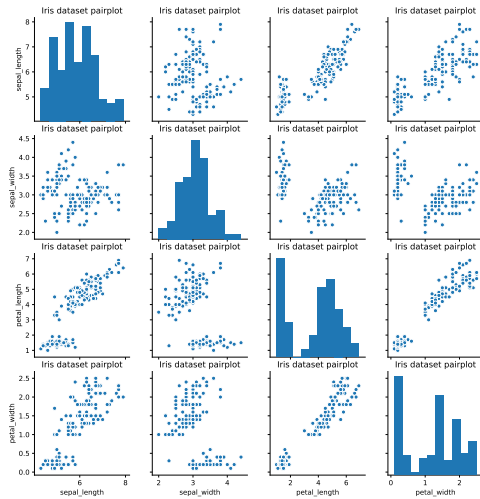 Iris dataset pairplot Iris dataset pairplot Iris dataset pairplot Iris dataset pairplot
8
7
6
5
sepal_length
Iris dataset pairplot Iris dataset pairplot Iris dataset pairplot Iris dataset pairplot
4.5
4.0
3.5
3.0
2.5
2.0
sepal_width
Iris dataset pairplot Iris dataset pairplot Iris dataset pairplot Iris dataset pairplot
7
6
5
4
3
2
1
petal_length
Iris dataset pairplot Iris dataset pairplot Iris dataset pairplot Iris dataset pairplot
2.5
2.0
1.5
1.0
0.5
0.0
petal_width
6 8 2 3 4 2 4 6 0 1 2
sepal_length sepal_width petal_length petal_width